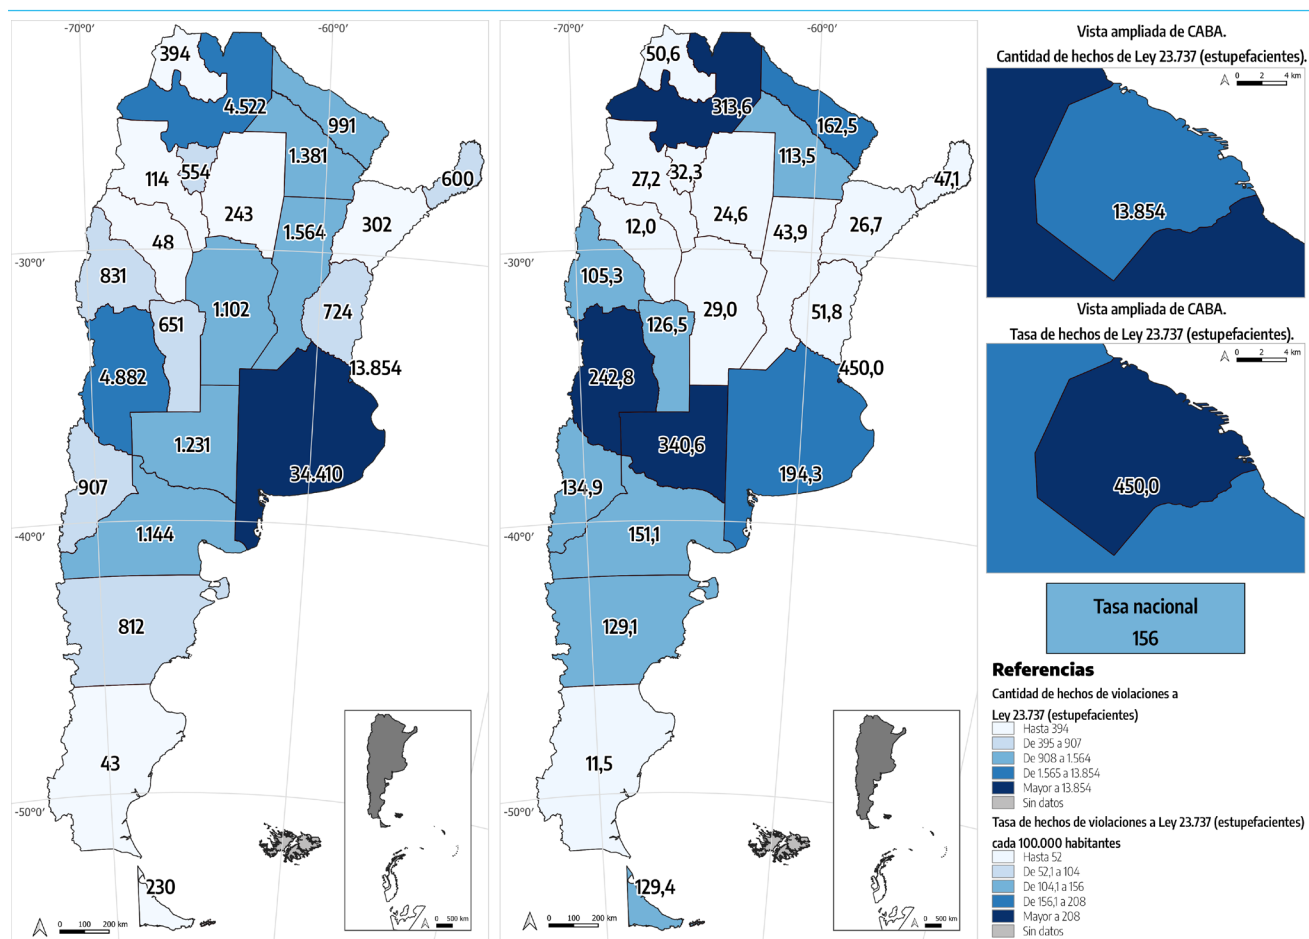 -70°0'
-60°0'
394
4.522
991
1.381
554
114
600
243
302
48
1.564
-30°0'
831
1.102
651
724
4.882
13.854
1.231
34.410
907
1.144
-40°0'
812
43
-50°0'
230
0 100 200 km
0 500 km
-70°0'
-60°0'
50,6
313,6
162,5
113,5
32,3
27,2
47,1
24,6
26,7
12,0
43,9
-30°0'
105,3
29,0
126,5
51,8
242,8
450,0
340,6
194,3
134,9
151,1
-40°0'
129,1
11,5
-50°0'
129,4
0 100 200 km
0 500 km
Vista ampliada de CABA.
Cantidad de hechos de Ley 23.737 (estupefacientes).
0 2 4 km
13.854
Vista ampliada de CABA.
Tasa de hechos de Ley 23.737 (estupefacientes).
0 2 4 km
450,0
Tasa nacional
156
Referencias
Cantidad de hechos de violaciones a
Ley 23.737 (estupefacientes)
Hasta 394
De 395 a 907
De 908 a 1.564
De 1.565 a 13.854
Mayor a 13.854
Sin datos
Tasa de hechos de violaciones a Ley 23.737 (estupefacientes)
cada 100.000 habitantes
Hasta 52
De 52,1 a 104
De 104,1 a 156
De 156,1 a 208
Mayor a 208
Sin datos